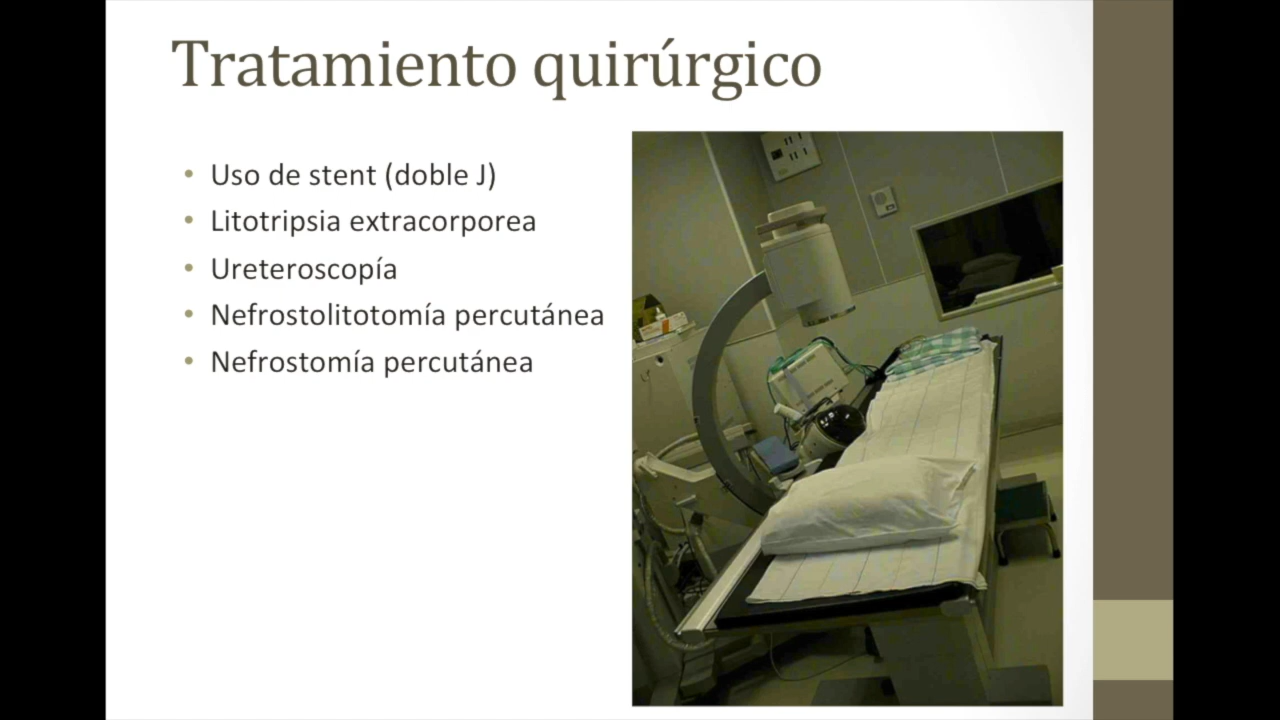 Tratamiento quirúrgico
• Uso de stent (doble J)
• Litotripsia extracorporea
• Ureteroscopía
• Nefrostolitotomía percutánea
• Nefrostomía percutánea